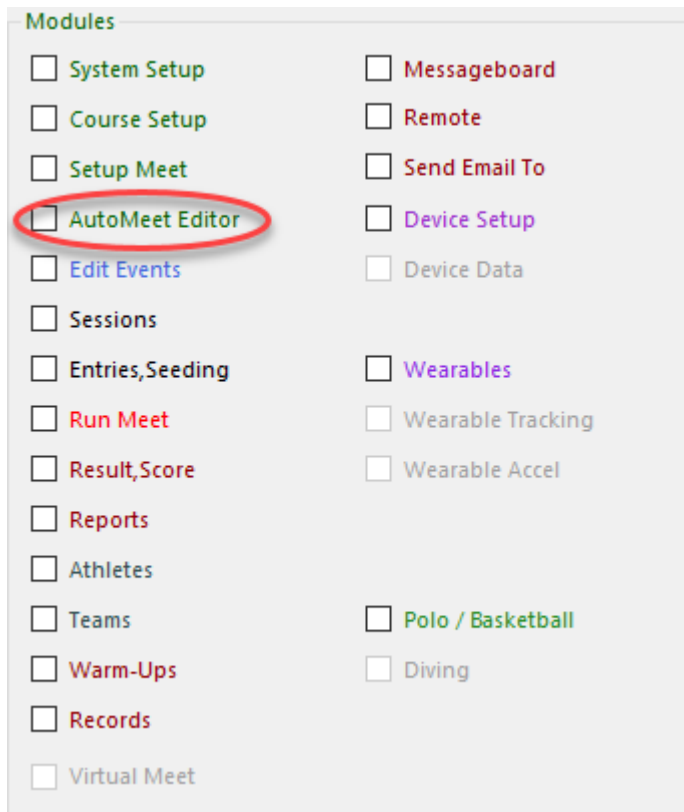 Modules
System Setup
Course Setup
Setup Meet
AutoMeet Editor
Edit Events
Sessions
Entries,Seeding
Run Meet
Result,Score
Reports
Athletes
Teams
Warm-Ups
Records
Virtual Meet
Messageboard
Remote
Send Email To
Device Setup
Device Data
Wearables
Wearable Tracking
Wearable Accel
Polo / Basketball
Diving